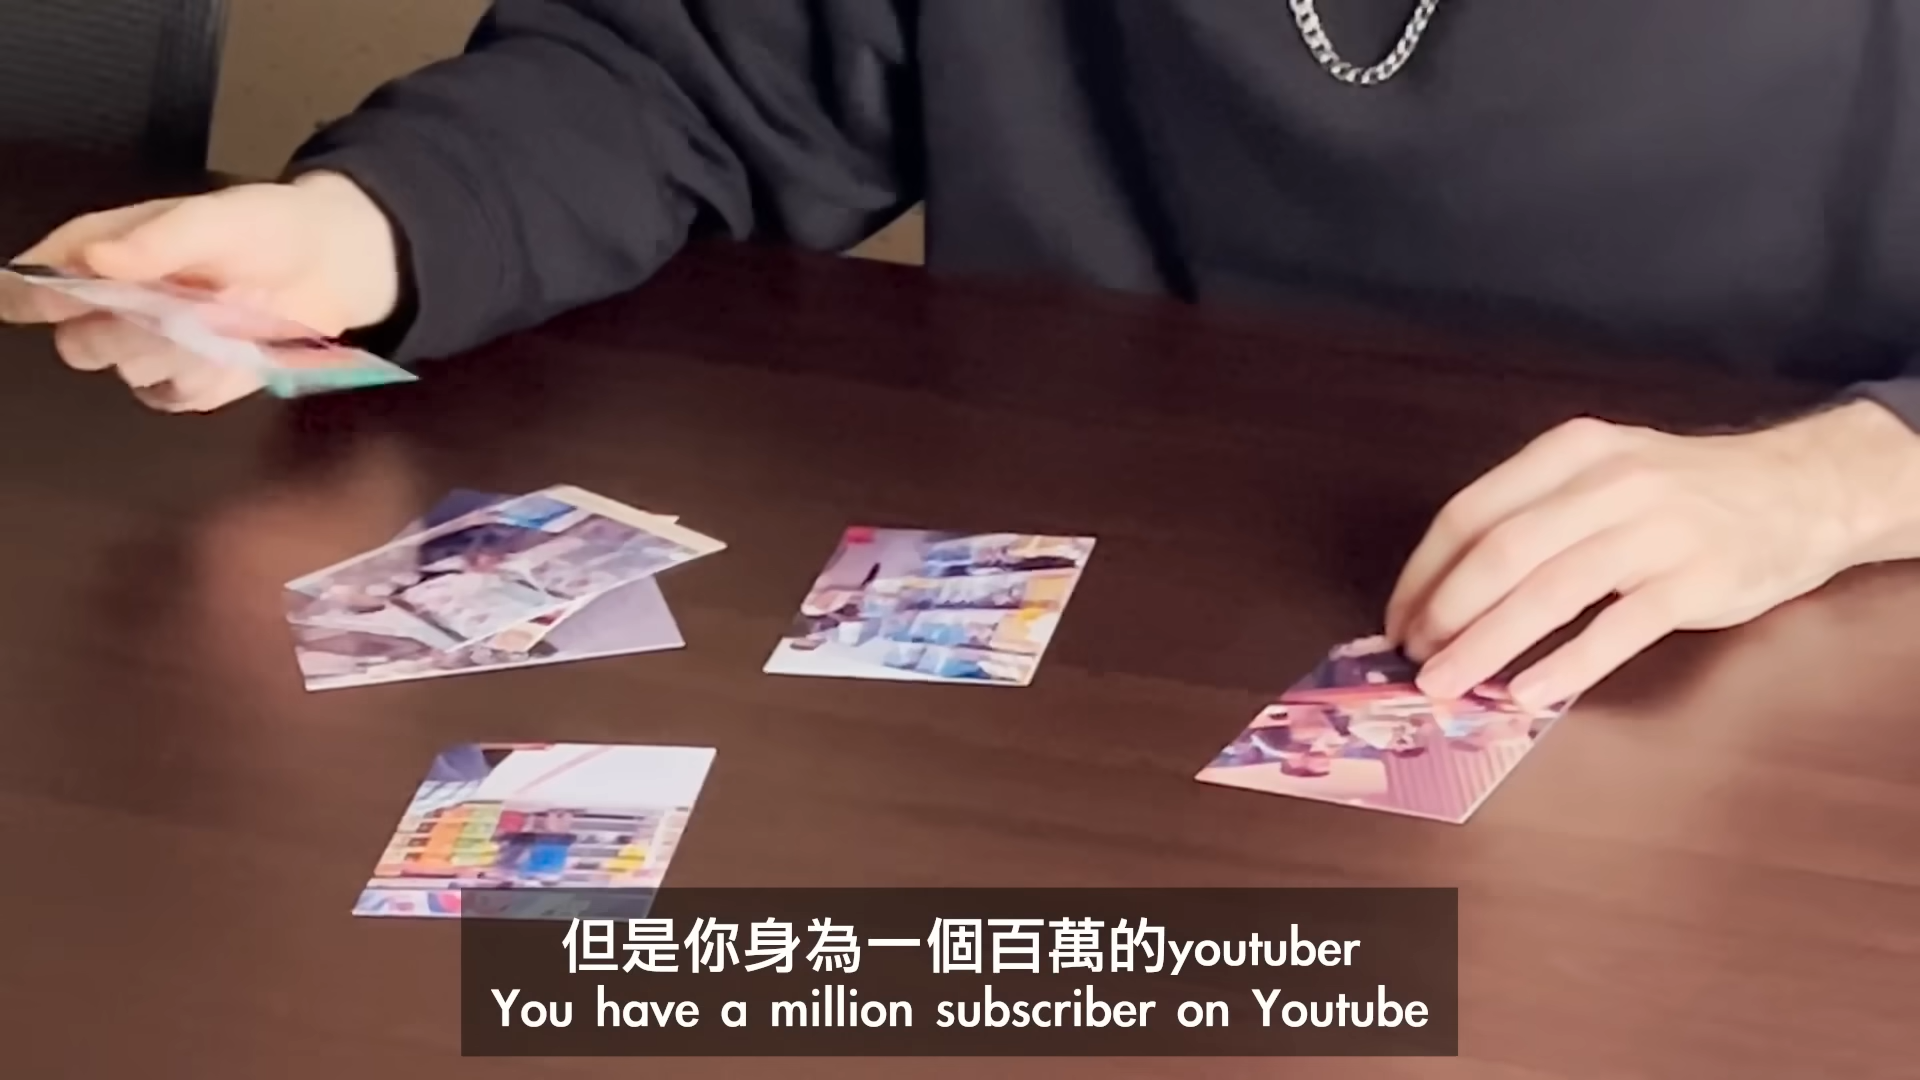 但是你身為一個百萬的youtuber
You have a million subscriber on Youtube